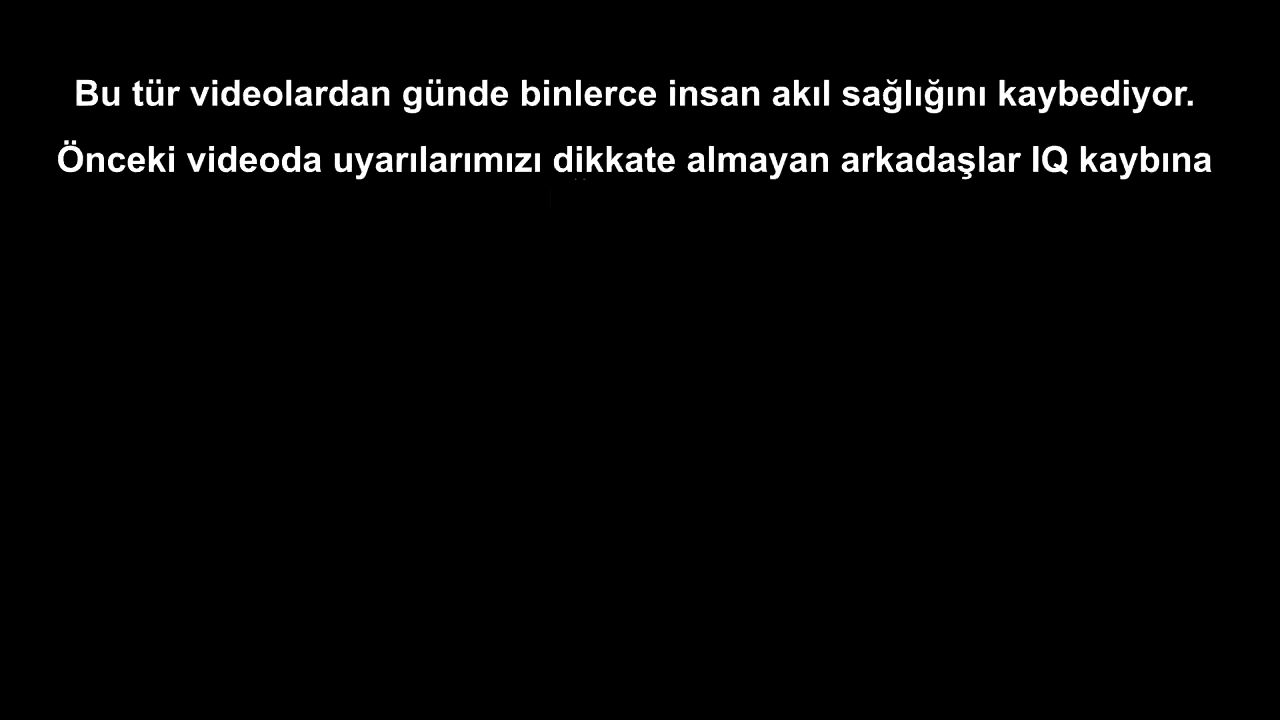 Bu tür videolardan günde binlerce insan akıl sağlığını kaybediyor.
Önceki videoda uyarılarımızı dikkate almayan arkadaşlar IQ kaybına